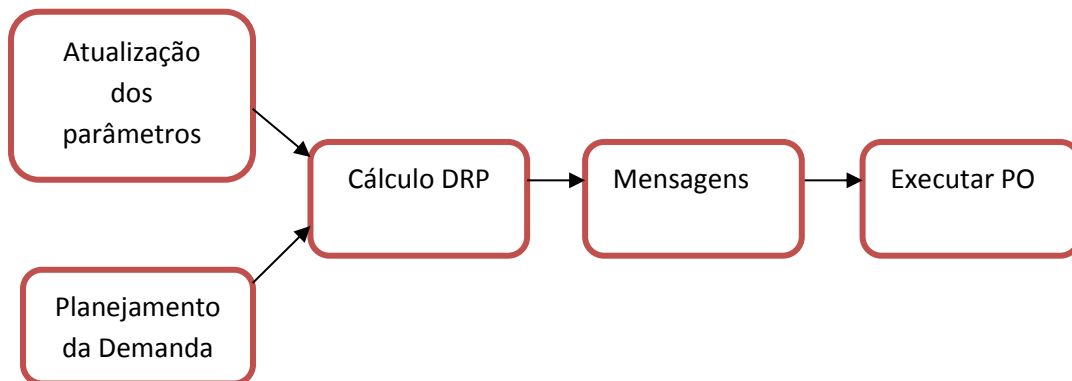 Atualização
dos
parâmetros
Cálculo DRP
Mensagens
Executar PO
Planejamento
da Demanda